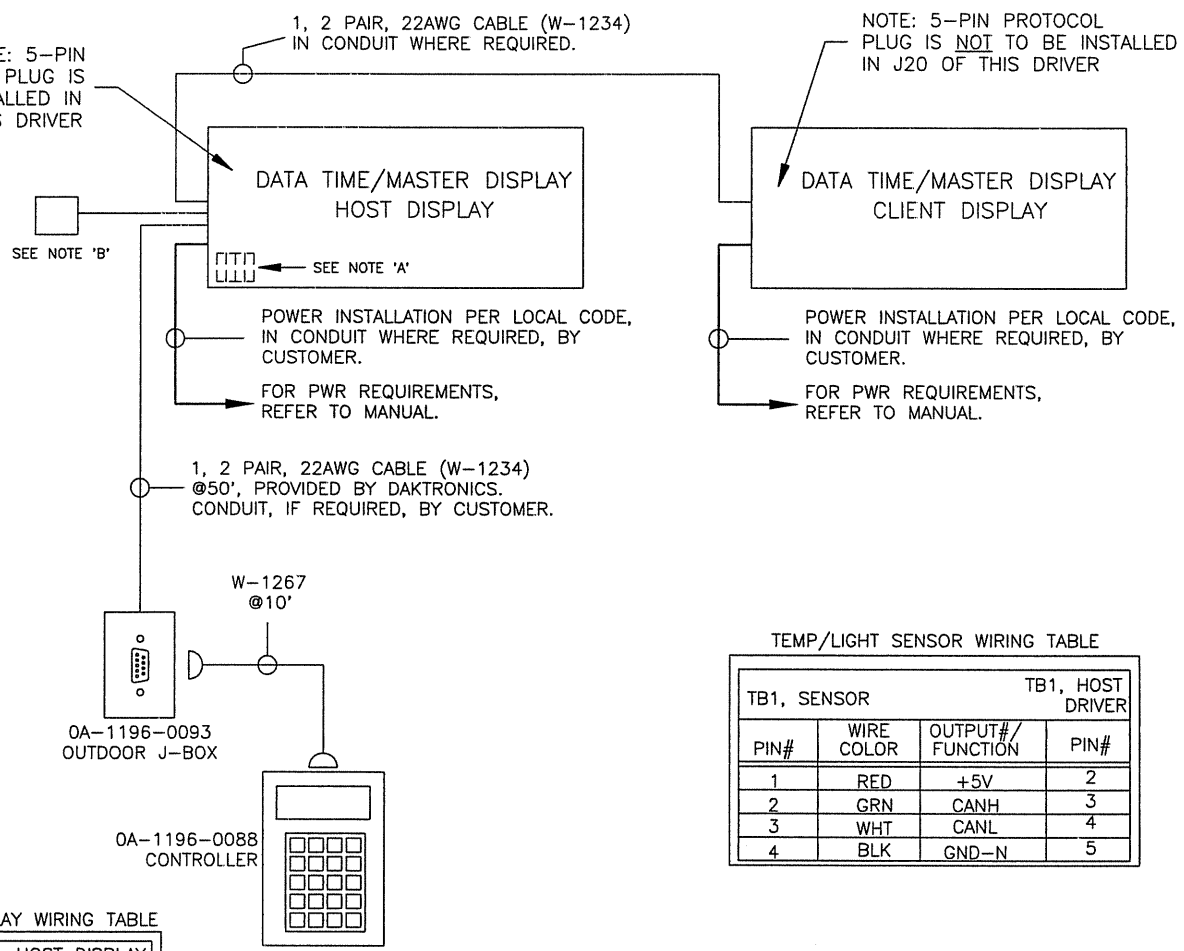 1, 2 PAIR, 22AWG CABLE (W-1234)
IN CONDUIT WHERE REQUIRED.
NOTE: 5-PIN PROTOCOL
PLUG IS NOT TO BE INSTALLED
IN J20 OF THIS DRIVER
E: 5-PIN
PLUG IS
ALLED IN
S DRIVER
DATA TIME/MASTER DISPLAY
HOST DISPLAY
DATA TIME/MASTER DISPLAY
CLIENT DISPLAY
SEE NOTE 'B'
SEE NOTE 'A'
POWER INSTALLATION PER LOCAL CODE,
IN CONDUIT WHERE REQUIRED, BY
CUSTOMER.
FOR PWR REQUIREMENTS,
REFER TO MANUAL.
POWER INSTALLATION PER LOCAL CODE,
IN CONDUIT WHERE REQUIRED, BY
CUSTOMER.
FOR PWR REQUIREMENTS,
REFER TO MANUAL.
1, 2 PAIR, 22AWG CABLE (W-1234)
@50', PROVIDED BY DAKTRONICS.
CONDUIT, IF REQUIRED, BY CUSTOMER.
W-1267
@10'
0A-1196-0093
OUTDOOR J-BOX
0A-1196-0088
CONTROLLER
TEMP/LIGHT SENSOR WIRING TABLE
TB1, SENSOR TB1, HOST
DRIVER
PIN# WIRE COLOR OUTPUT#/ FUNCTION PIN#
1 RED +5V 2
2 GRN CANH 3
3 WHT CANL 4
4 BLK GND-N 5
AY WIRING TABLE
HOST DISPLAY